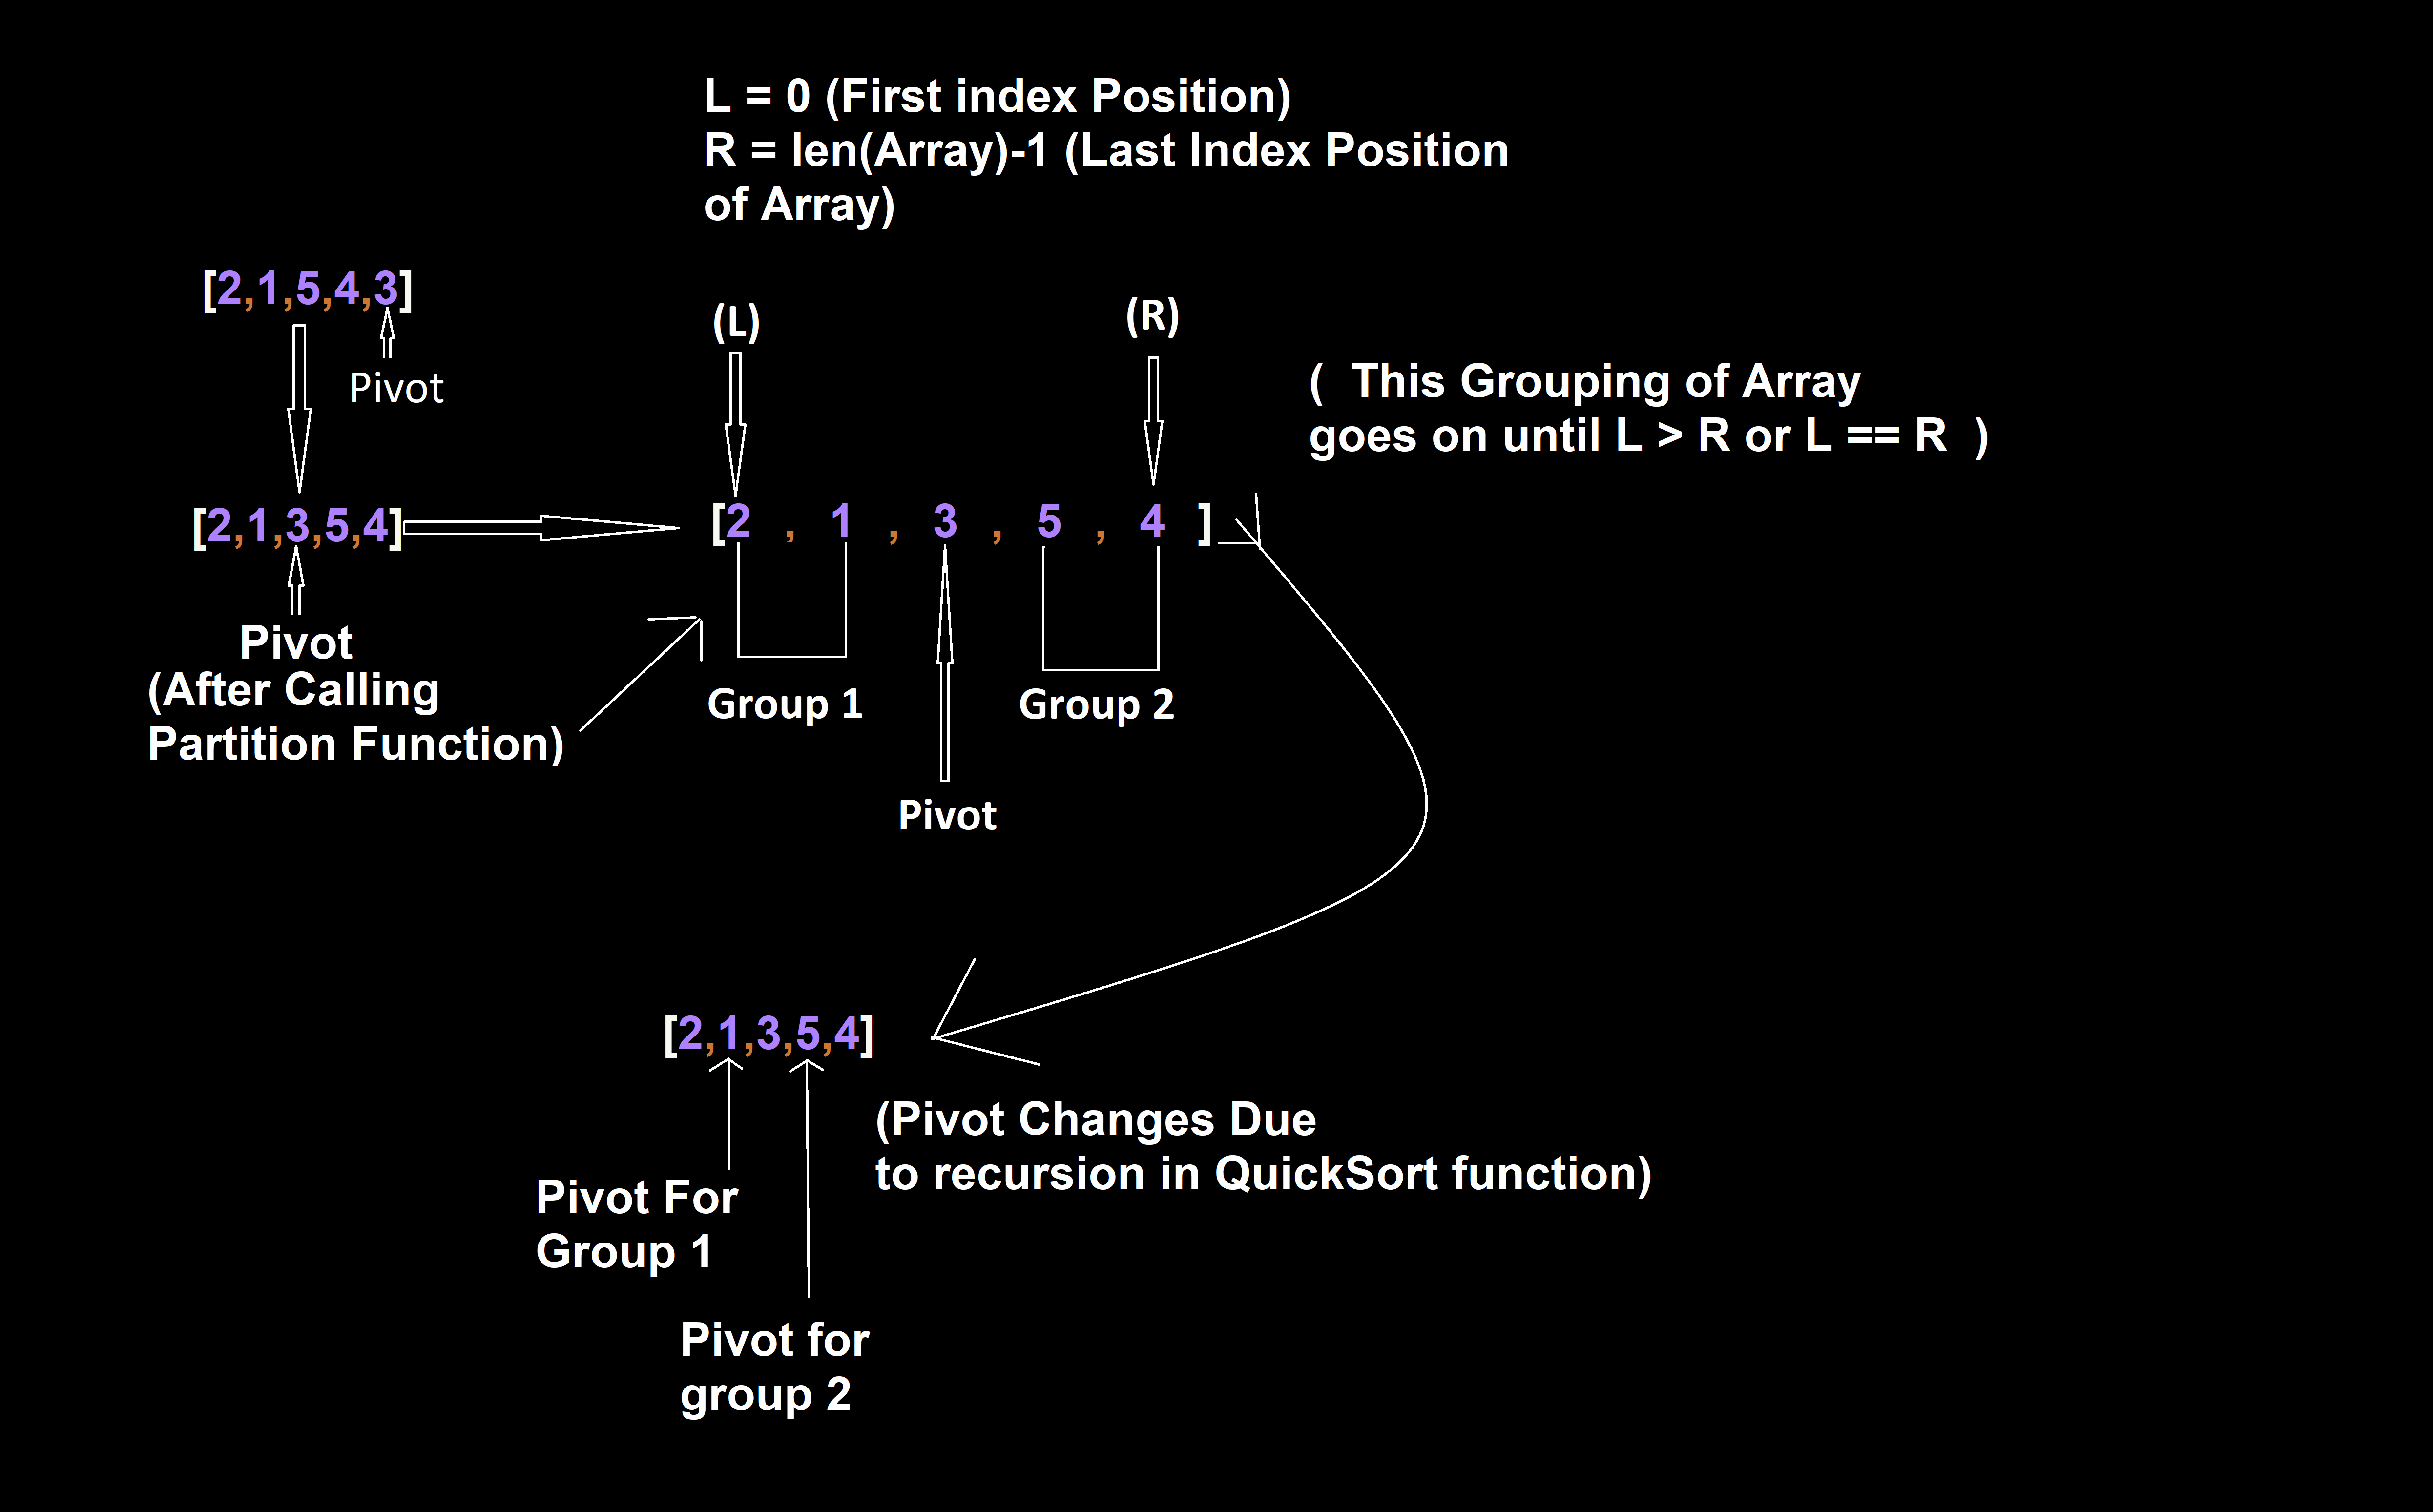 L = 0 (First index Position)
R = len(Array)-1 (Last Index Position
of Array)
[2,1,5,4,3]
Pivot
(L)
(R)
( This Grouping of Array
goes on until L > R or L == R )
[2,1,3,5,4]
[2 , 1 , 3 , 5 , 4 ]
Pivot
(After Calling
Partition Function)
Group 1
Group 2
Pivot
[2,1,3,5,4]
(Pivot Changes Due
to recursion in QuickSort function)
Pivot For
Group 1
Pivot for
group 2